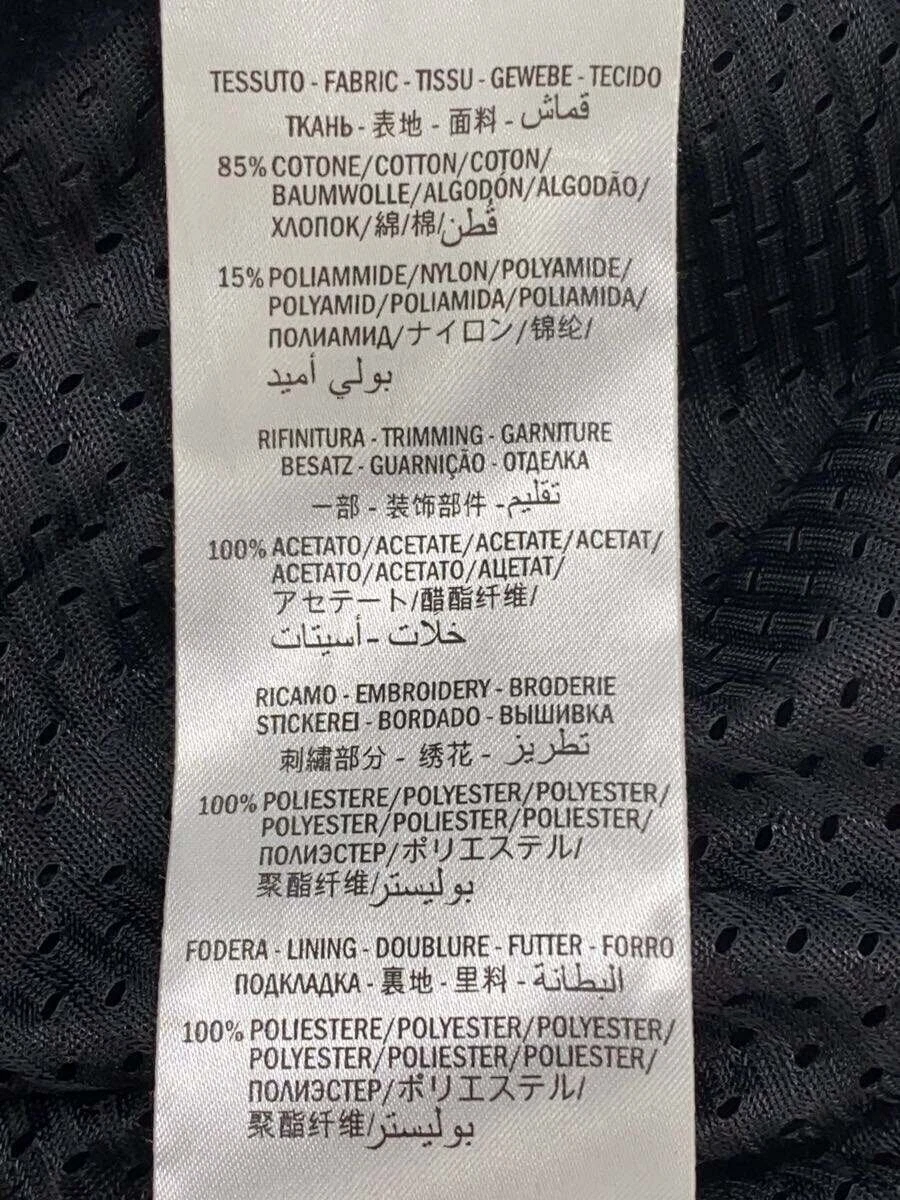 TESSUTO - FABRIC - TISSU - GEWEBE - TECIDO
ТКАНЬ - 表地 - 面料 - قماش
85% COTONE/COTTON/COTON/
BAUMWOLLE/ALGODÓN/ALGODÃO/
ХЛОПОК/綿/棉/قُطن
15% POLIAMMIDE/NYLON/POLYAMIDE/
POLYAMID/POLIAMIDA/POLIAMIDA/
ПОЛИАМИД/ナイロン/锦纶/
بولي أميد
RIFINITURA - TRIMMING - GARNITURE
BESATZ - GUARNIÇÃO - ОТДЕЛКА
一部 - 装饰部件 - تقليم
100% ACETATO/ACETATE/ACETATE/ACETAT/
ACETATO/ACETATO/АЦЕТАТ/
アセテート/醋酯纤维/
خلات - أسيتات
RICAMO - EMBROIDERY - BRODERIE
STICKEREI - BORDADO - ВЫШИВКА
刺繍部分 - 绣花 - تطريز
100% POLIESTERE/POLYESTER/POLYESTER/
POLYESTER/POLIESTER/POLIESTER/
ПОЛИЭСТЕР/ポリエステル/
聚酯纤维/بوليستر
FODERA - LINING - DOUBLURE - FUTTER - FORRO
ПОДКЛАДКА - 裏地 - 里料 - البطانة
100% POLIESTERE/POLYESTER/POLYESTER/
POLYESTER/POLIESTER/POLIESTER/
ПОЛИЭСТЕР/ポリエステル/
聚酯纤维/بوليستر